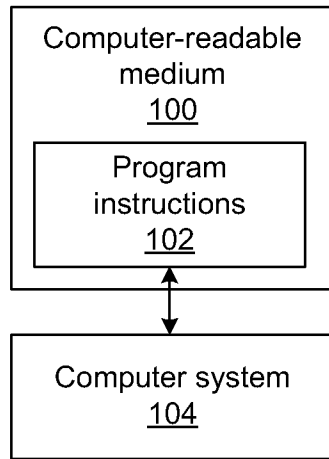 Computer-readable
medium
100
Program
instructions
102
Computer system
104